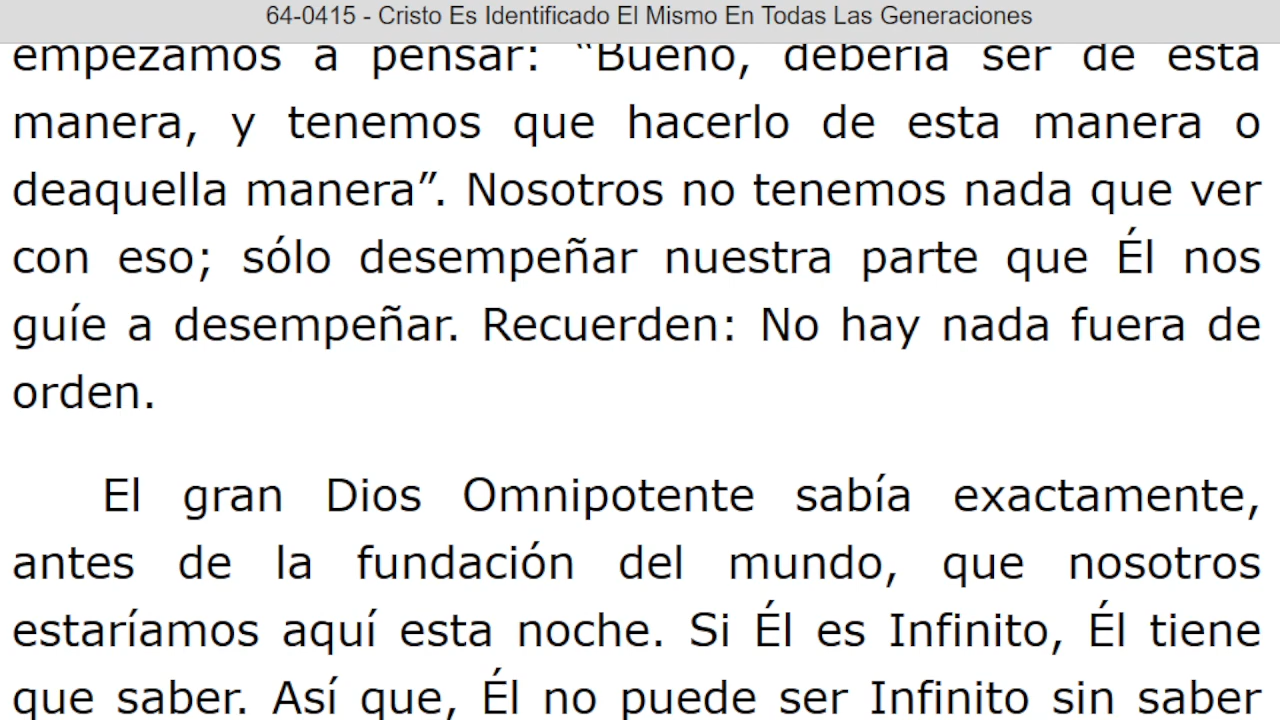 64-0415 - Cristo Es Identificado El Mismo En Todas Las Generaciones
empezamos a pensar: “Bueno, debería ser de esta
manera, y tenemos que hacerlo de esta manera o
deaquella manera”. Nosotros no tenemos nada que ver
con eso; sólo desempeñar nuestra parte que Él nos
guíe a desempeñar. Recuerden: No hay nada fuera de
orden.
El gran Dios Omnipotente sabía exactamente,
antes de la fundación del mundo, que nosotros
estaríamos aquí esta noche. Si Él es Infinito, Él tiene
que saber. Así que, Él no puede ser Infinito sin saber